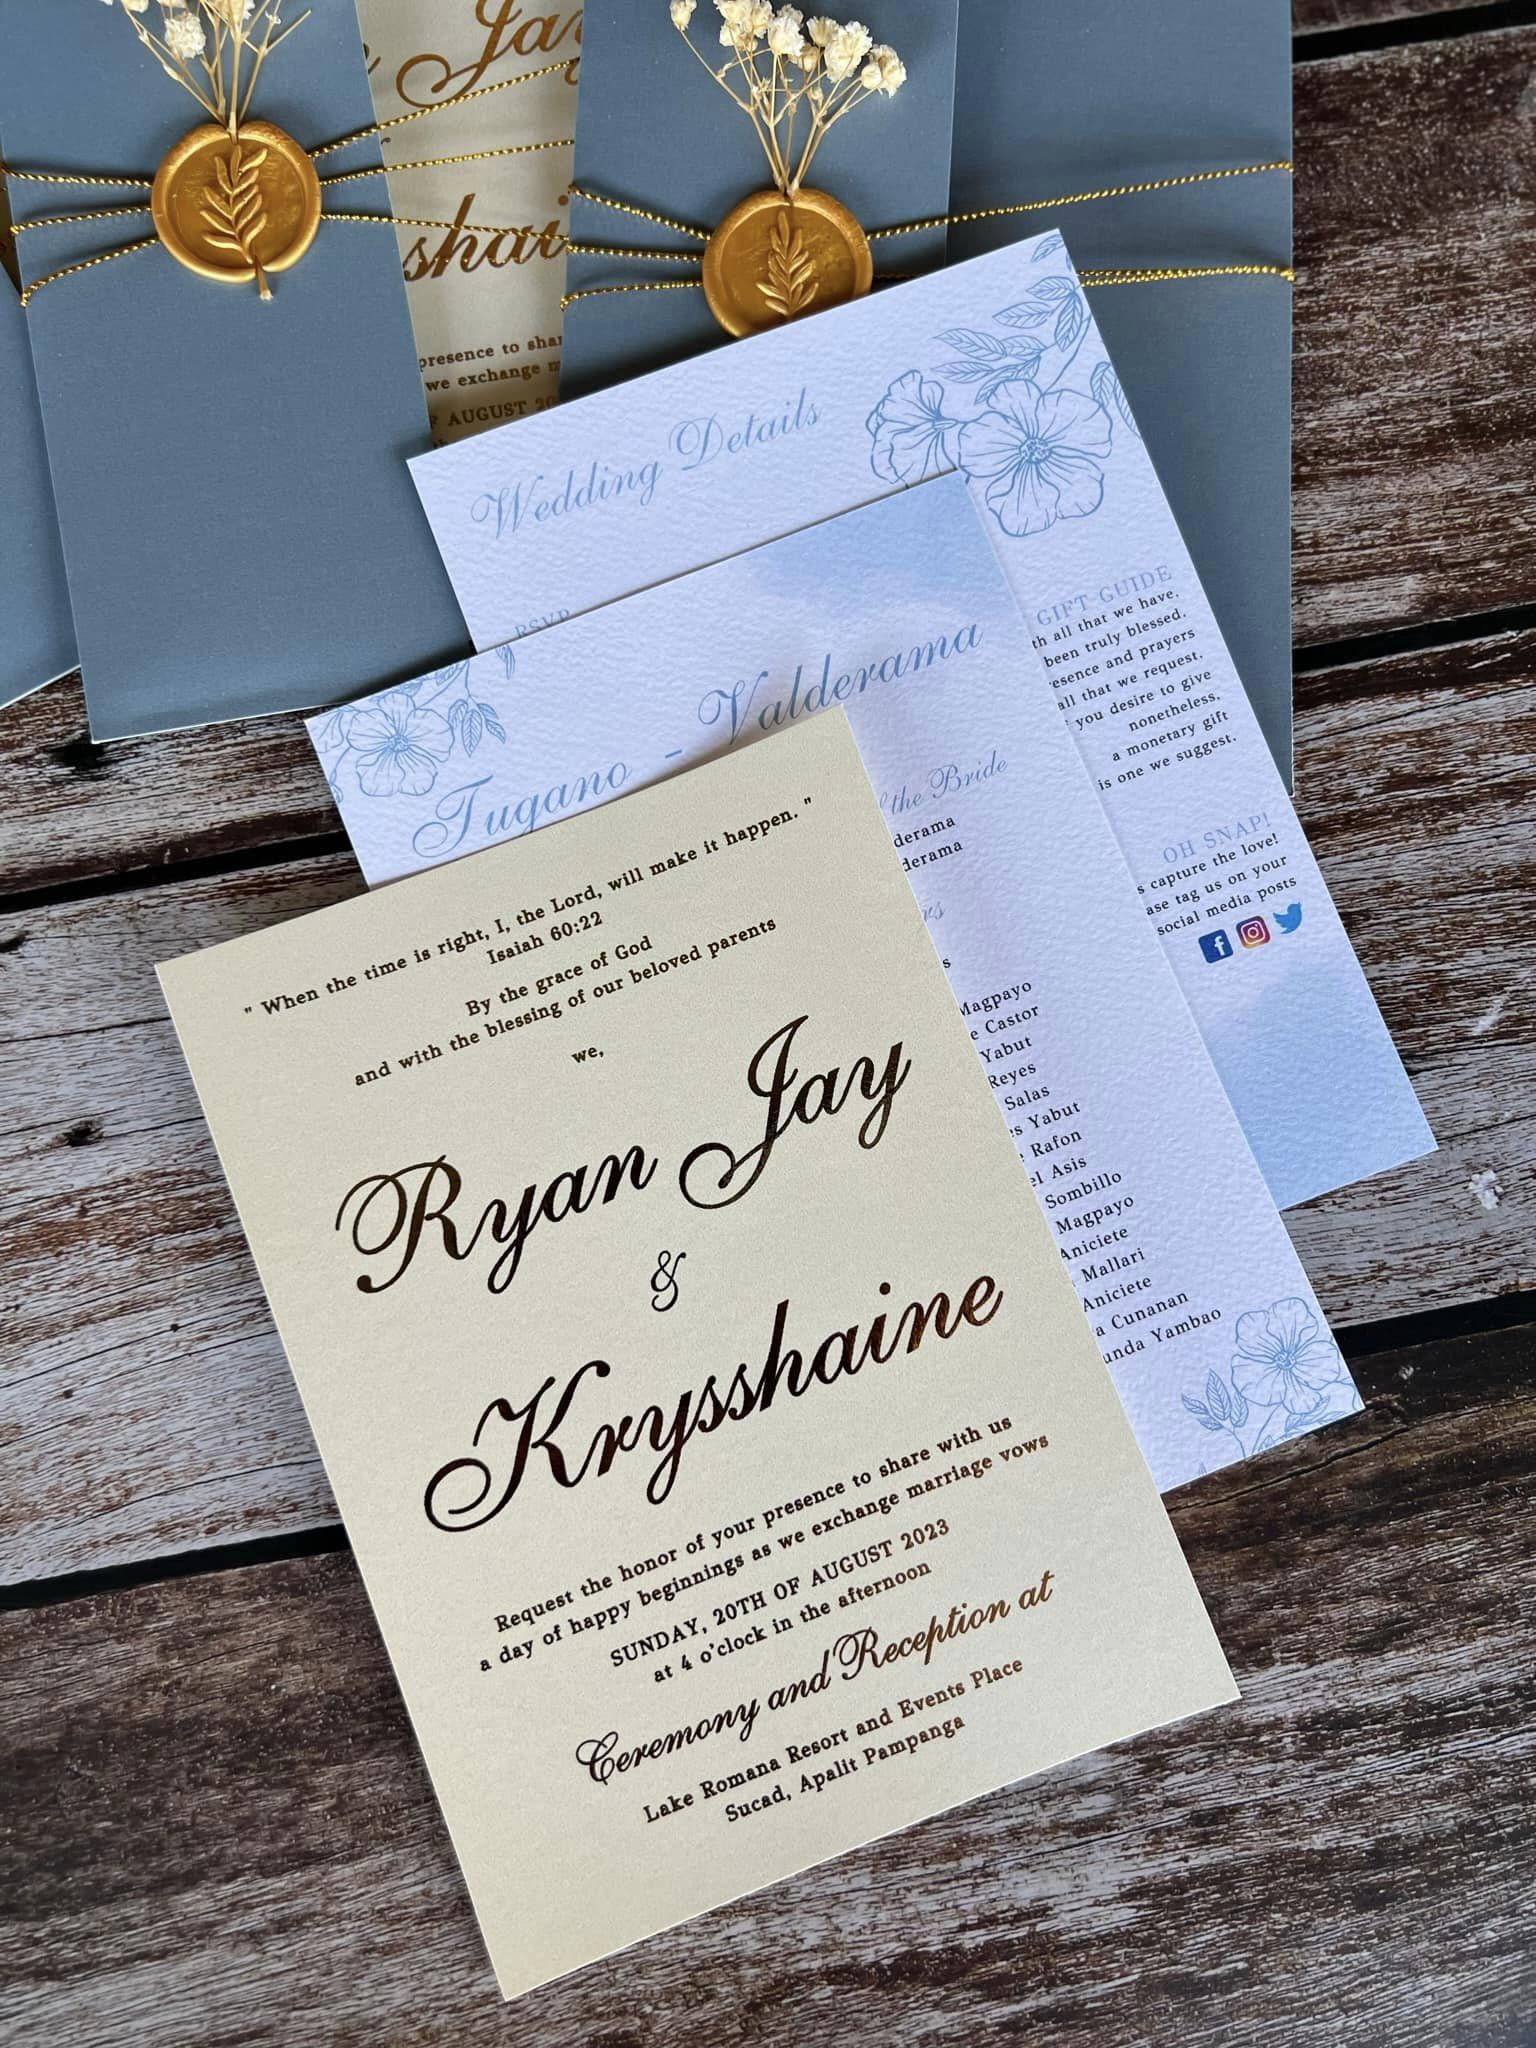 Jay
shai
presence to
we exchange
AUGUST
Wedding Details
RSVP
GIFT GUIDE
all that we have.
been truly blessed.
and prayers
all that we request.
you desire to give
nonetheless,
a monetary gift
is one we suggest.
OH SNAP!
capture the love!
tag us on your
social media posts
Tugano - Valderama
the Bride
Magpayo
Castor
Yabut
Reyes
Salas
Yabut
Rafon
Asis
Sombillo
Magpayo
Aniciete
Mallari
Aniciete
Cunanan
Yambao
" When the time is right, I, the Lord, will make it happen. "
Isaiah 60:22
By the grace of God
and with the blessing of our beloved parents
we,
Ryan Jay
&
Krysshaine
Request the honor of your presence to share with us
a day of happy beginnings as we exchange marriage vows
SUNDAY, 20TH OF AUGUST 2023
at 4 o'clock in the afternoon
Ceremony and Reception at
Lake Romana Resort and Events Place
Sucad, Apalit Pampanga